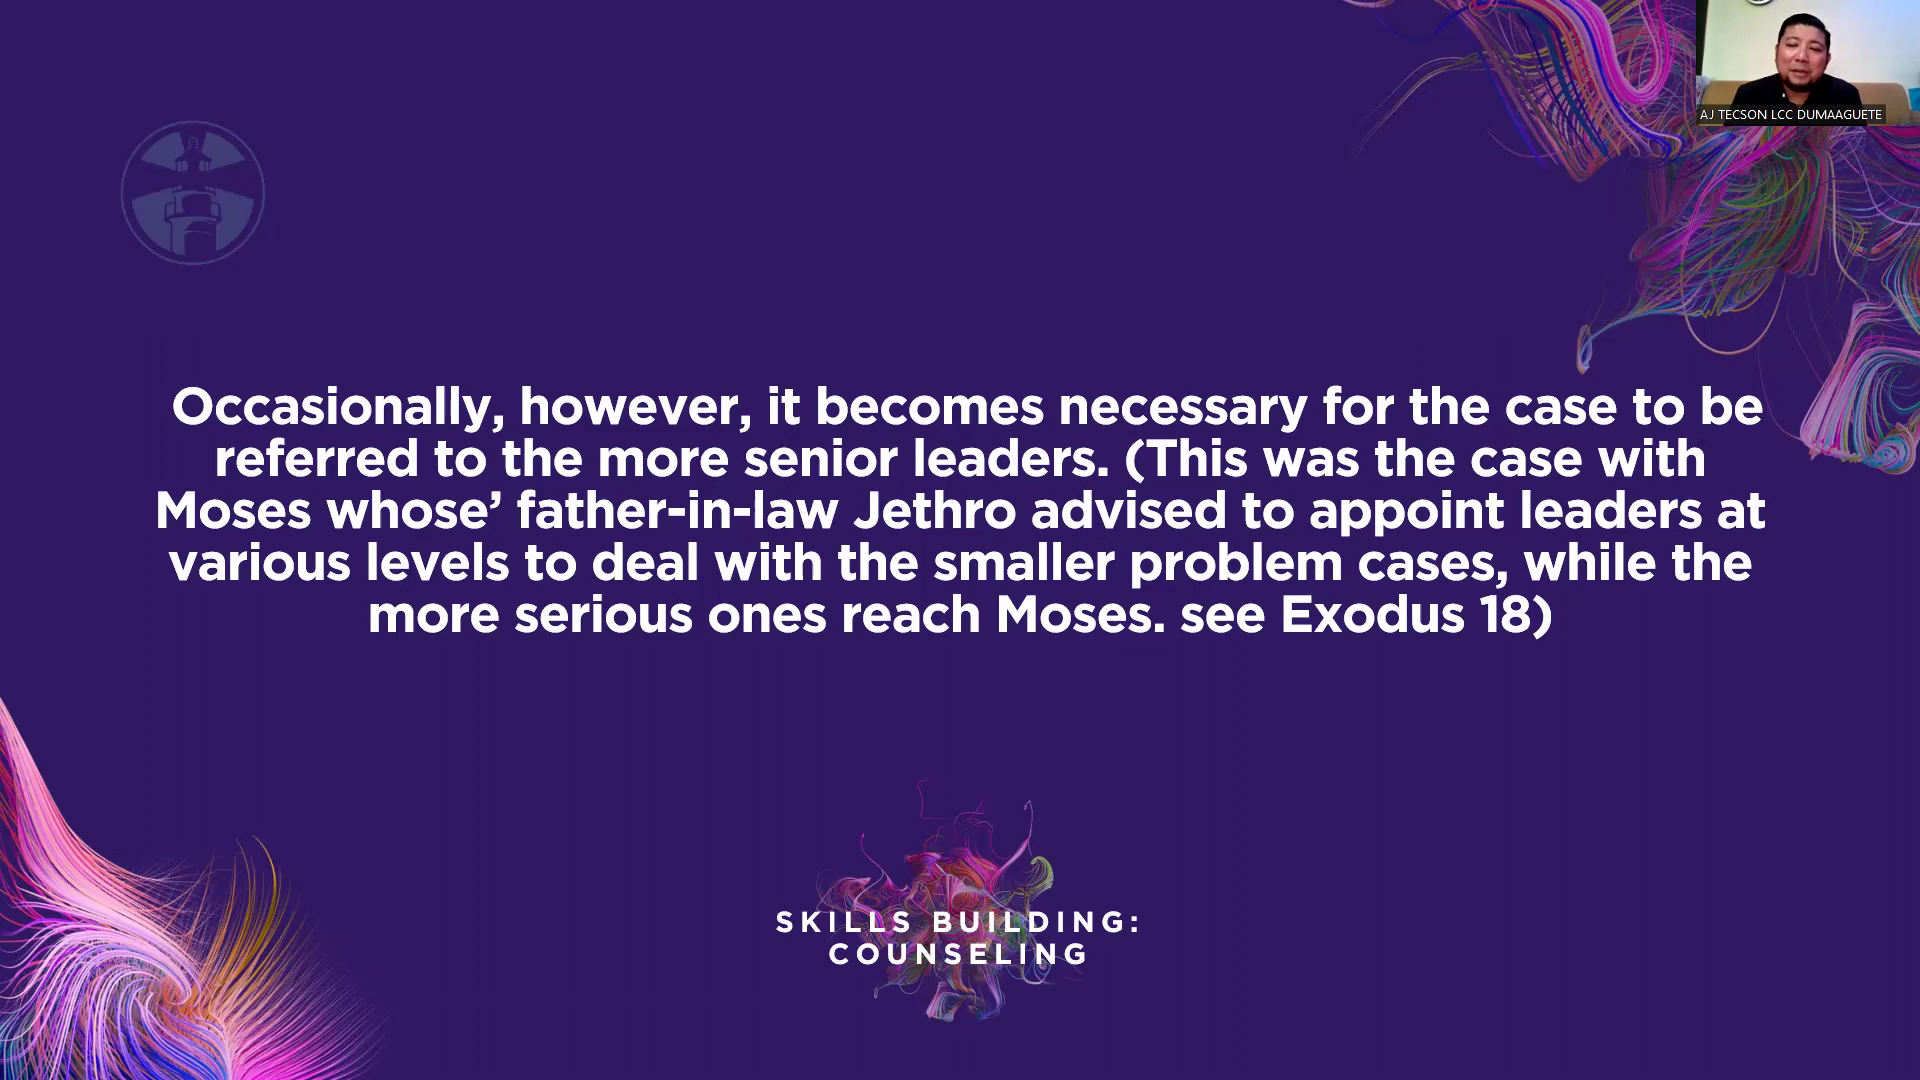 AJ TECSON LCC DUMAAGUETE
Occasionally, however, it becomes necessary for the case to be
referred to the more senior leaders. (This was the case with
Moses whose’ father-in-law Jethro advised to appoint leaders at
various levels to deal with the smaller problem cases, while the
more serious ones reach Moses. see Exodus 18)
SKILLS BUILDING:
COUNSELING